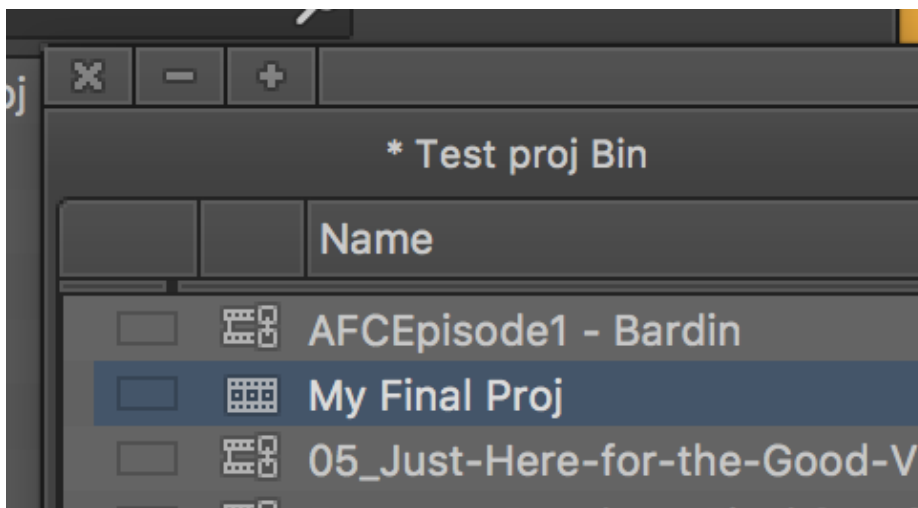 oj
* Test proj Bin
Name
AFCEpisode1 - Bardin
My Final Proj
05_Just-Here-for-the-Good-V